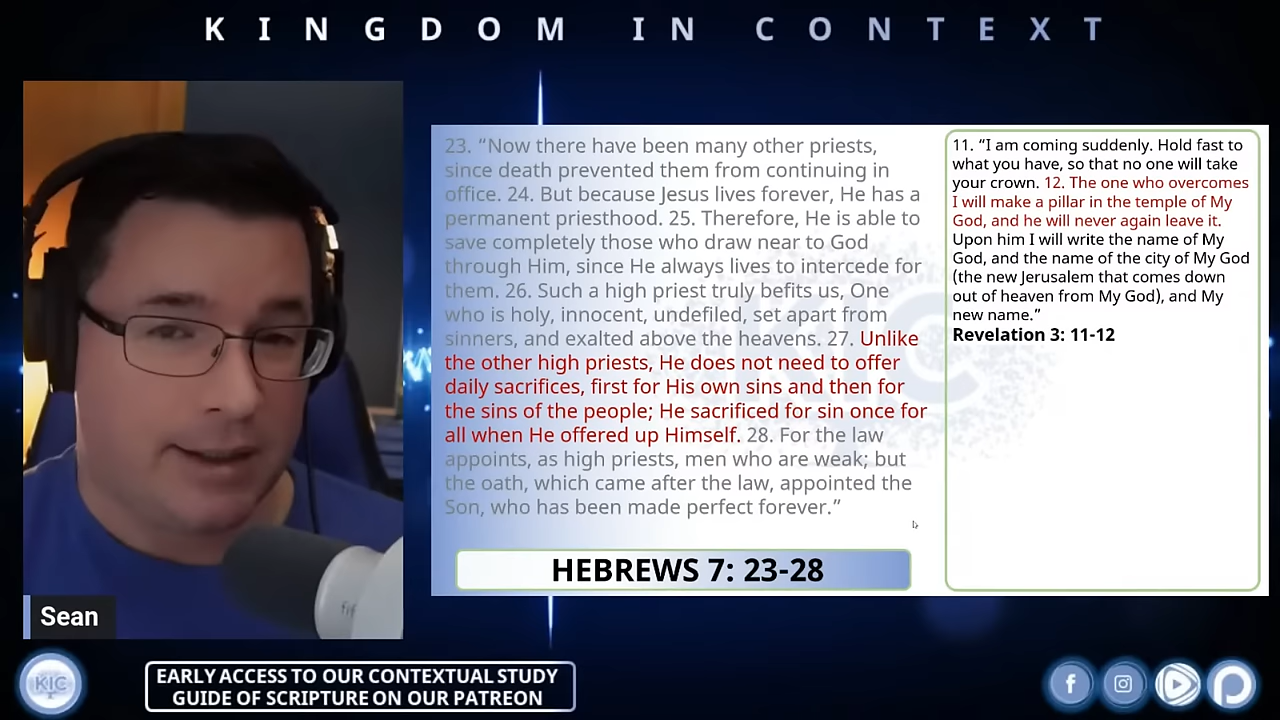 KINGDOM IN CONTEXT
23. “Now there have been many other priests,
since death prevented them from continuing in
office. 24. But because Jesus lives forever, He has a
permanent priesthood. 25. Therefore, He is able to
save completely those who draw near to God
through Him, since He always lives to intercede for
them. 26. Such a high priest truly befits us, One
who is holy, innocent, undefiled, set apart from
sinners, and exalted above the heavens. 27. Unlike
the other high priests, He does not need to offer
daily sacrifices, first for His own sins and then for
the sins of the people; He sacrificed for sin once for
all when He offered up Himself. 28. For the law
appoints, as high priests, men who are weak; but
the oath, which came after the law, appointed the
Son, who has been made perfect forever.”
HEBREWS 7: 23-28
11. “I am coming suddenly. Hold fast to
what you have, so that no one will take
your crown. 12. The one who overcomes
I will make a pillar in the temple of My
God, and he will never again leave it.
Upon him I will write the name of My
God, and the name of the city of My God
(the new Jerusalem that comes down
out of heaven from My God), and My
new name.”
Revelation 3: 11-12
Sean
KIC
EARLY ACCESS TO OUR CONTEXTUAL STUDY
GUIDE OF SCRIPTURE ON OUR PATREON